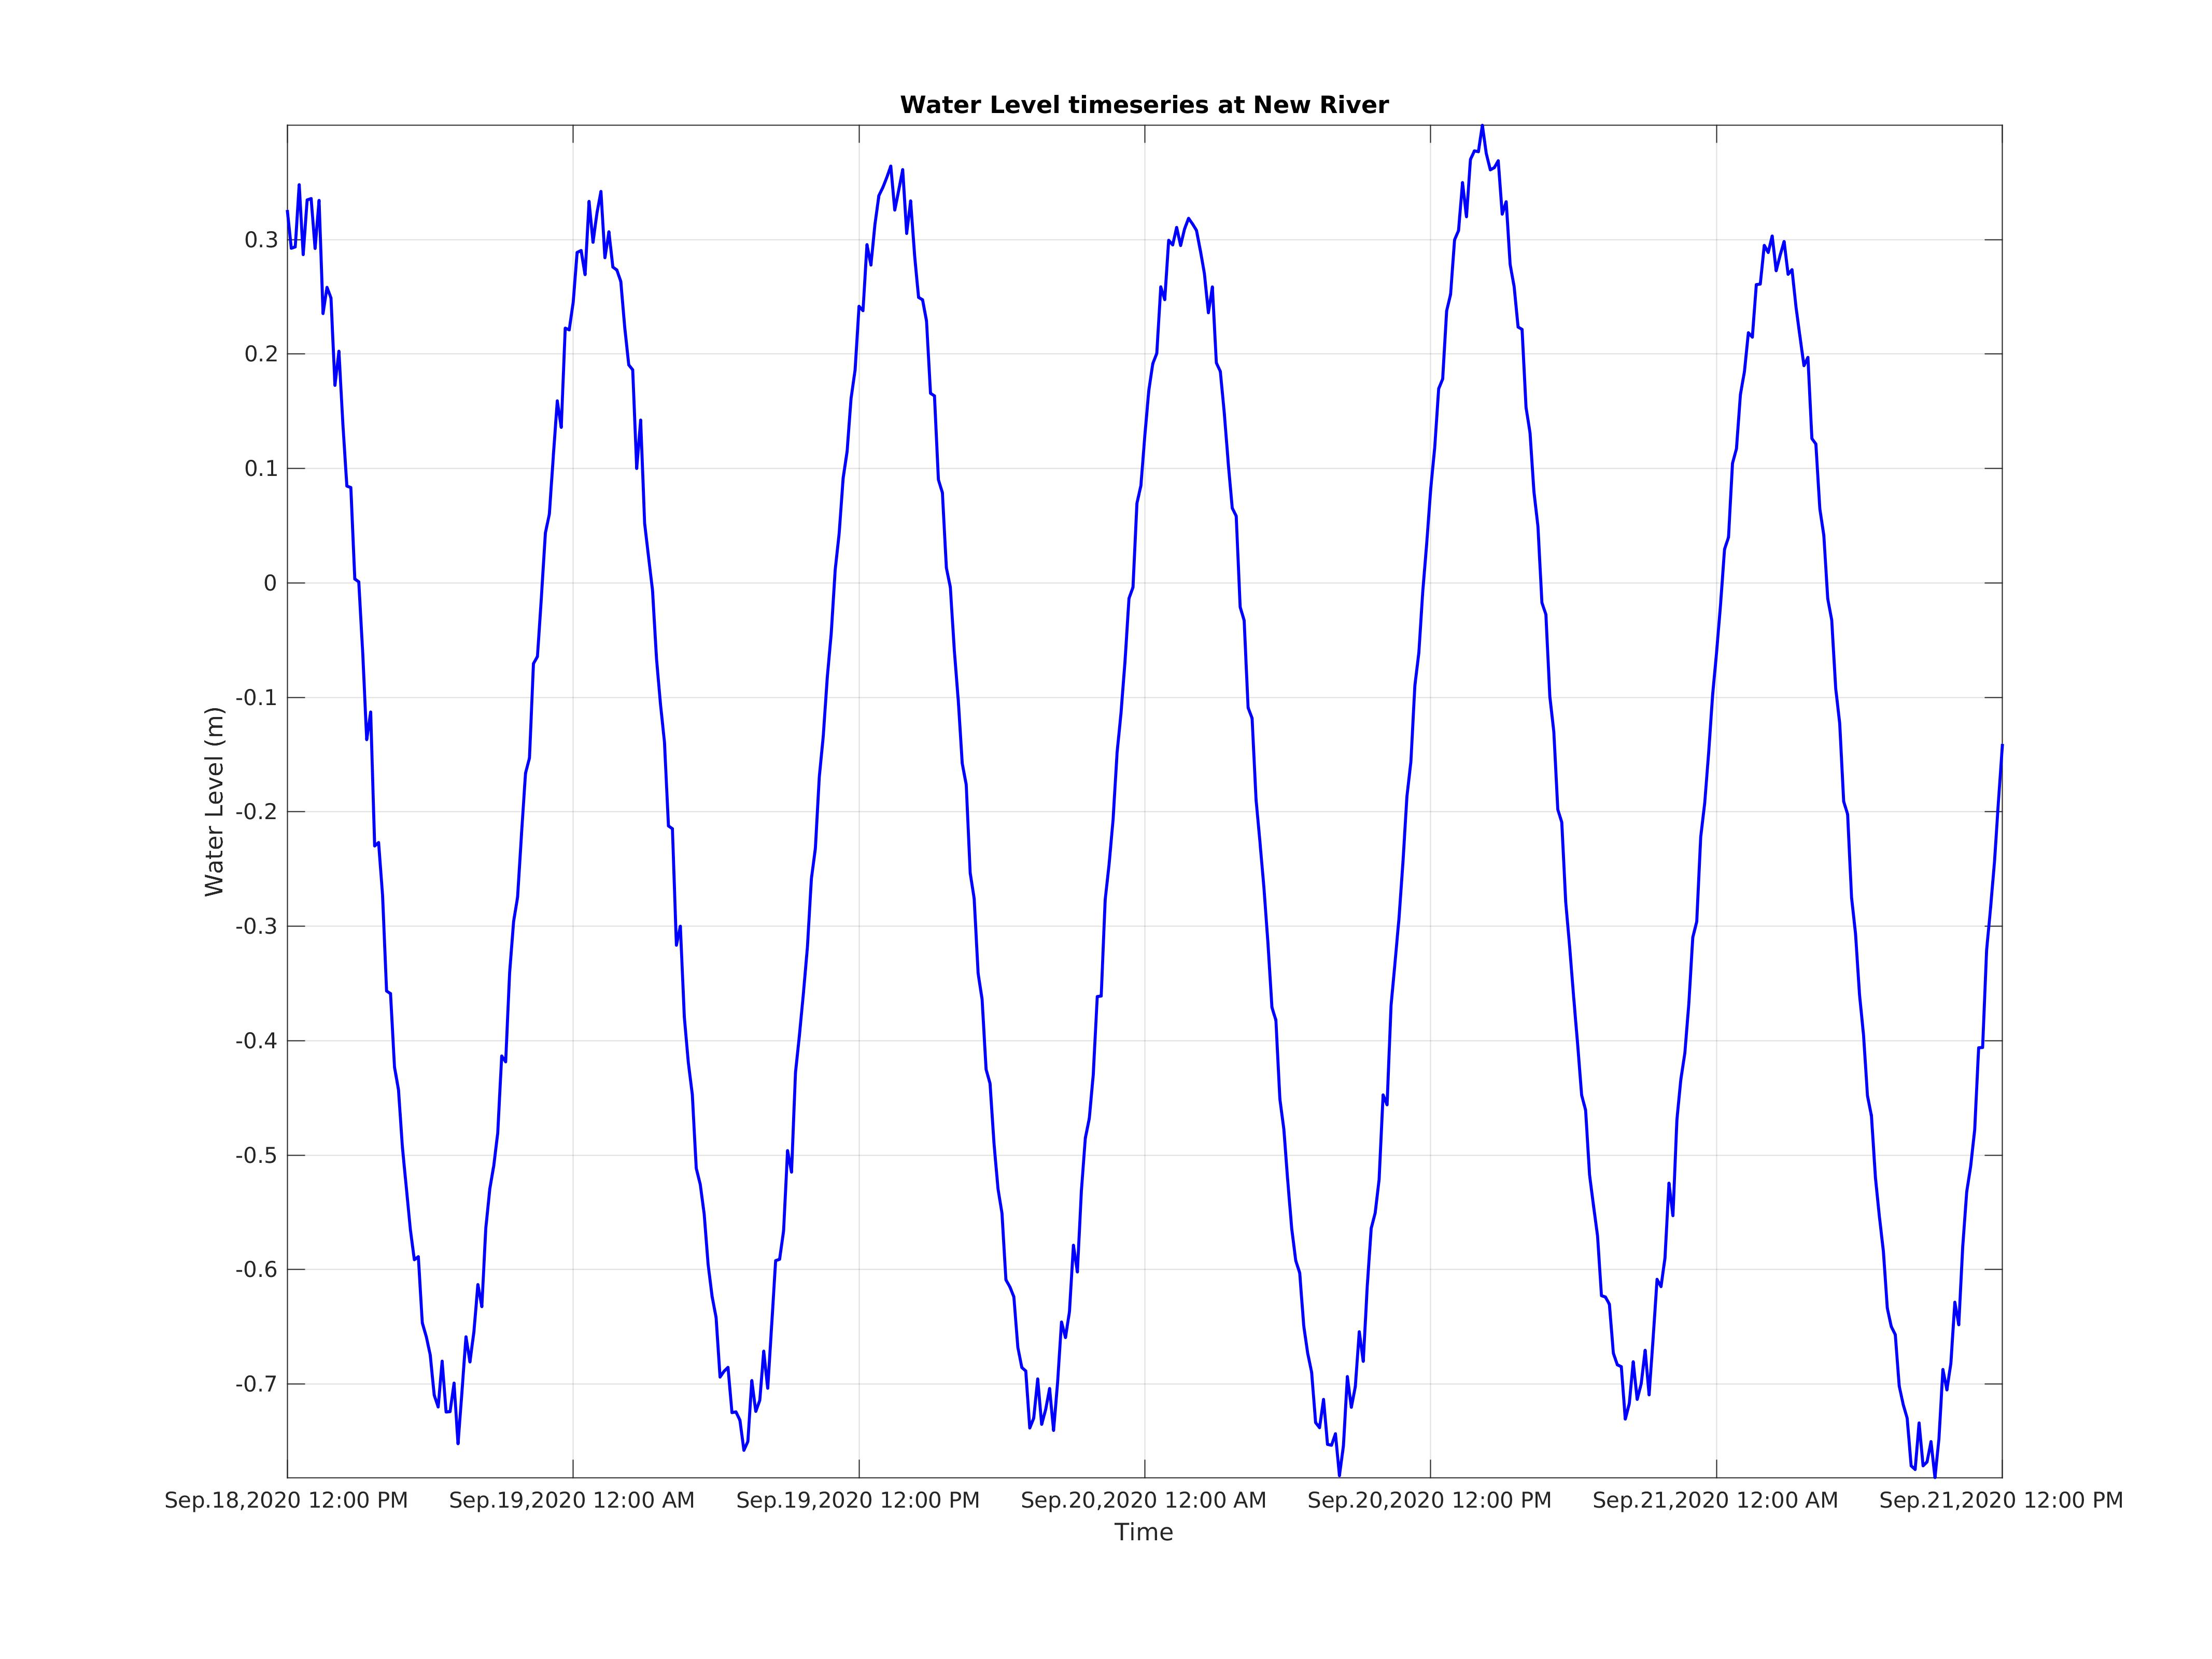 Water Level timeseries at New River
0.3
0.2
0.1
0
-0.1
-0.2
-0.3
-0.4
-0.5
-0.6
-0.7
Water Level (m)
Sep.18,2020 12:00 PM
Sep.19,2020 12:00 AM
Sep.19,2020 12:00 PM
Sep.20,2020 12:00 AM
Sep.20,2020 12:00 PM
Sep.21,2020 12:00 AM
Sep.21,2020 12:00 PM
Time